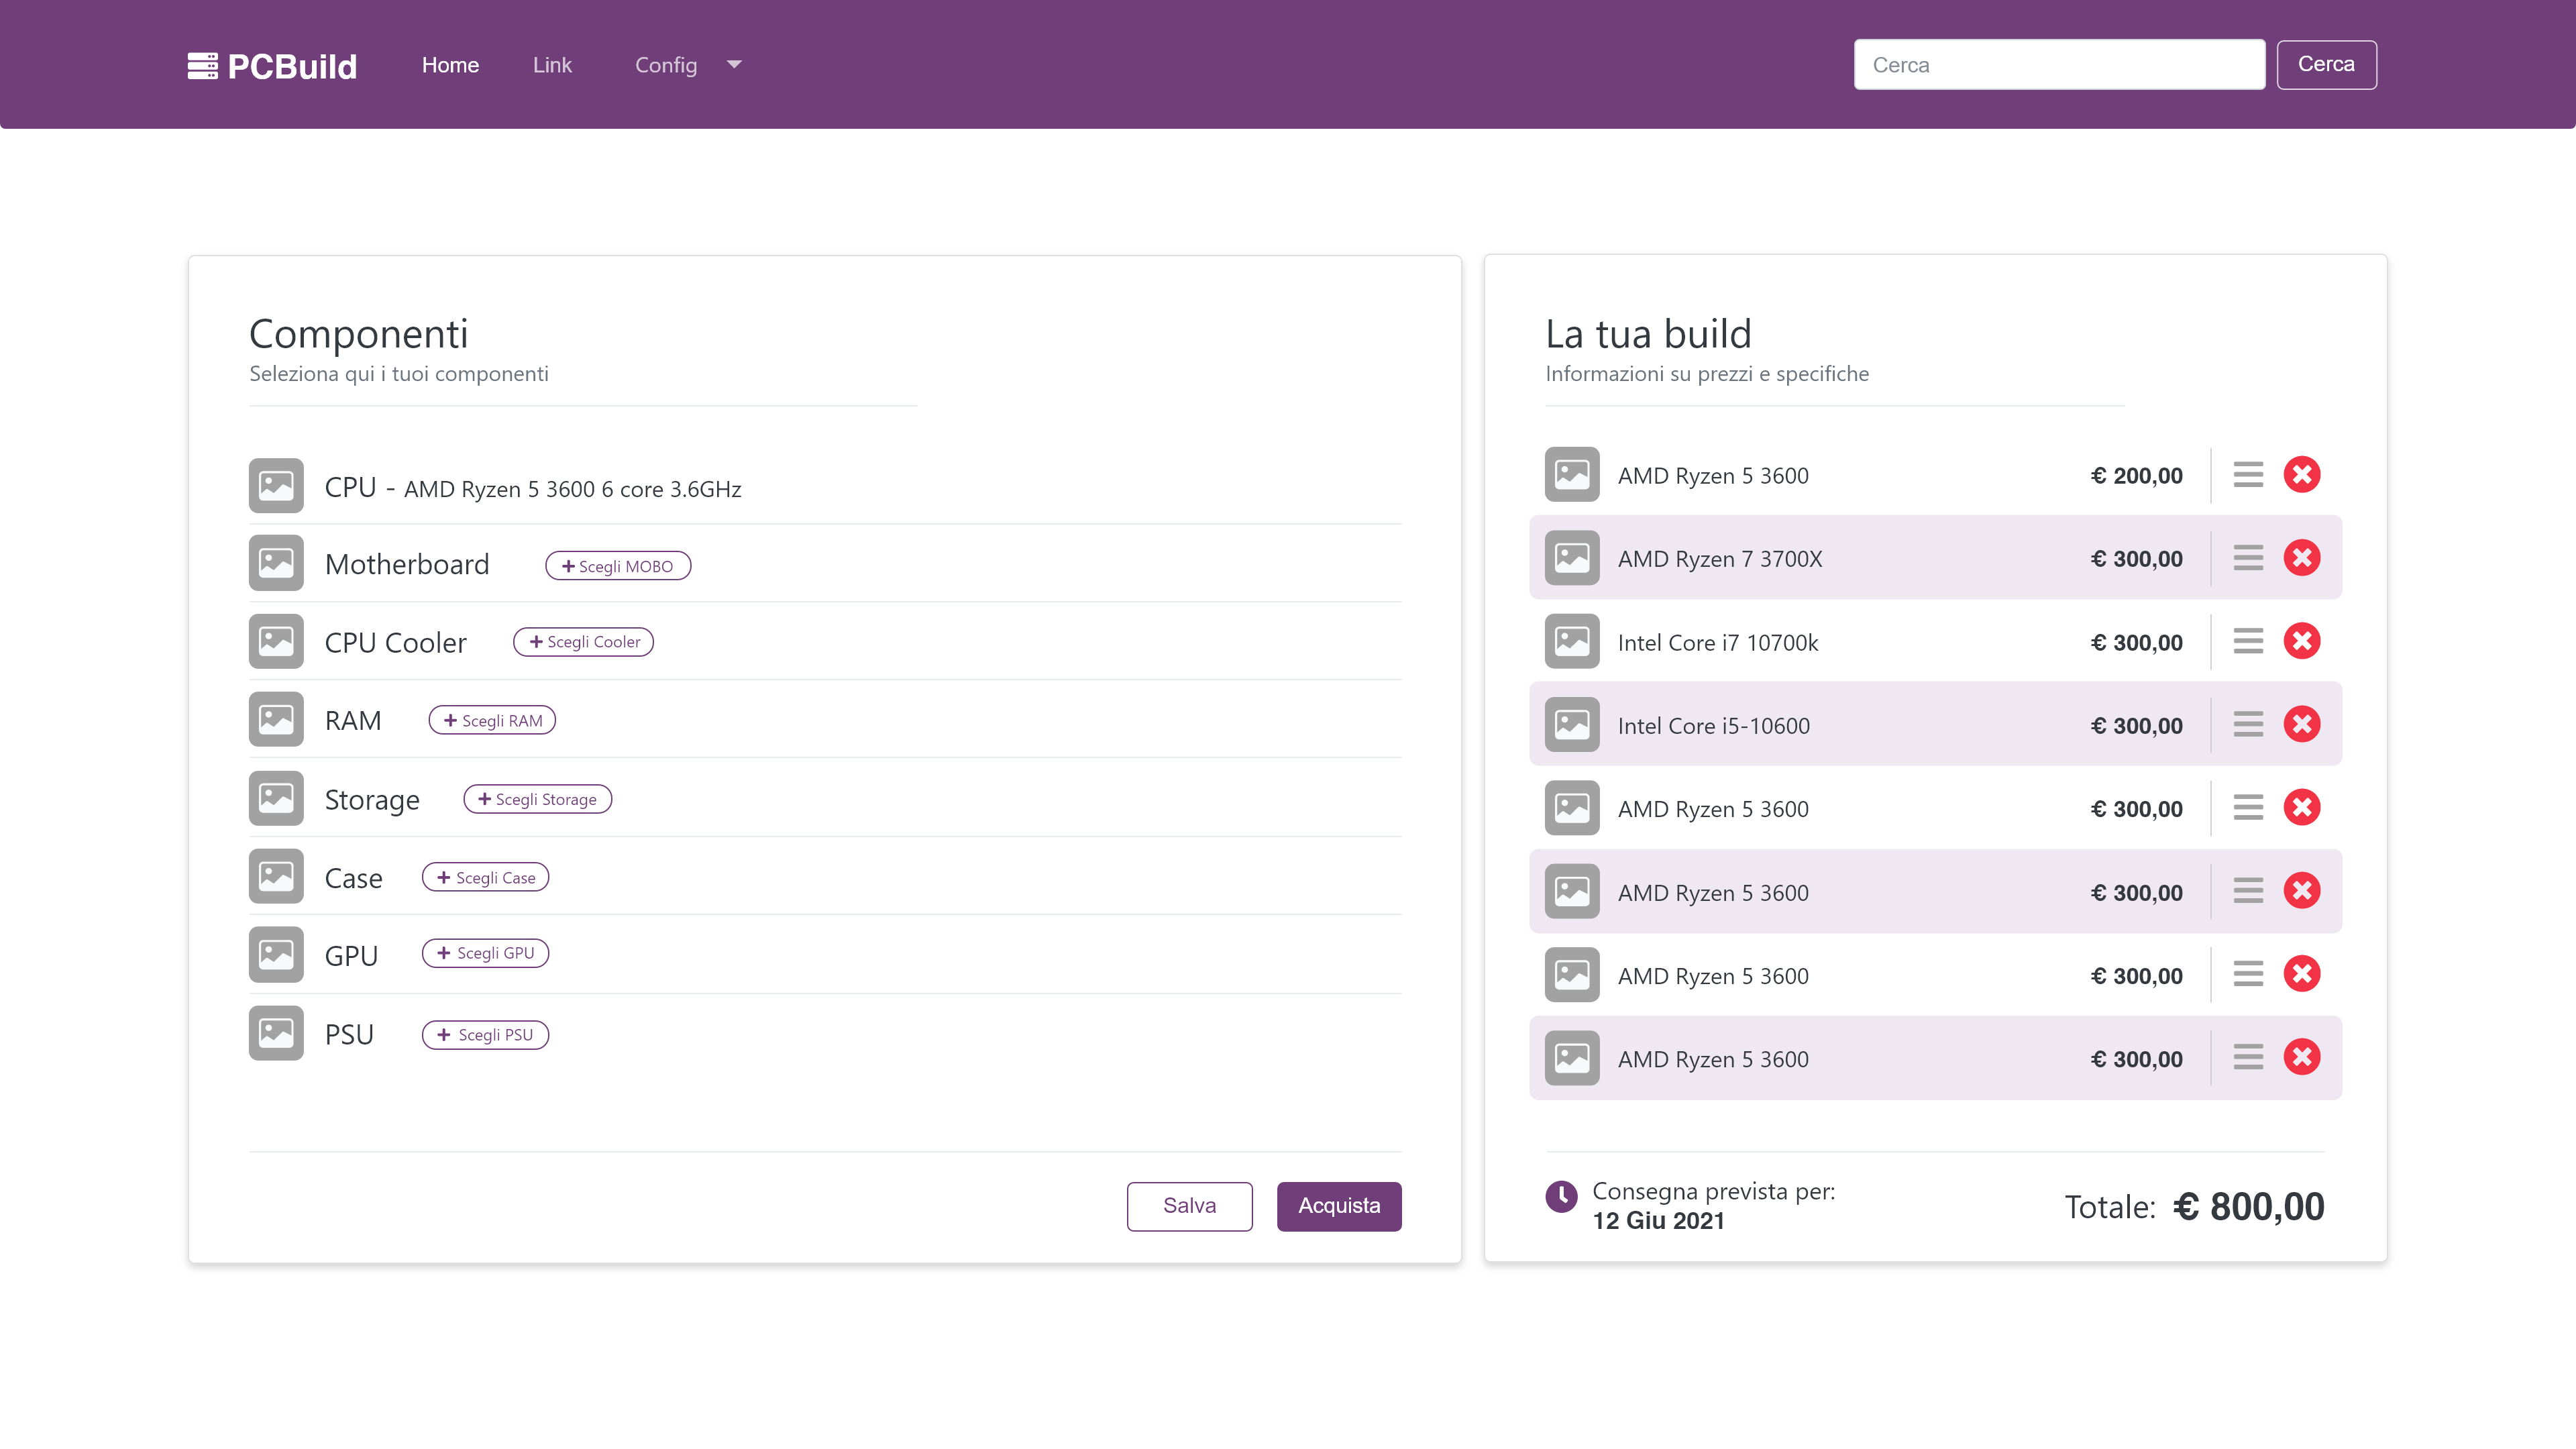 PCBuild
Home
Link
Config
Cerca
Cerca
Componenti
Seleziona qui i tuoi componenti
CPU - AMD Ryzen 5 3600 6 core 3.6GHz
Motherboard
Scegli MOBO
CPU Cooler
Scegli Cooler
RAM
Scegli RAM
Storage
Scegli Storage
Case
Scegli Case
GPU
Scegli GPU
PSU
Scegli PSU
Salva
Acquista
La tua build
Informazioni su prezzi e specifiche
AMD Ryzen 5 3600 € 200,00
AMD Ryzen 7 3700X € 300,00
Intel Core i7 10700k € 300,00
Intel Core i5-10600 € 300,00
AMD Ryzen 5 3600 € 300,00
AMD Ryzen 5 3600 € 300,00
AMD Ryzen 5 3600 € 300,00
AMD Ryzen 5 3600 € 300,00
Consegna prevista per:
12 Giu 2021
Totale: € 800,00